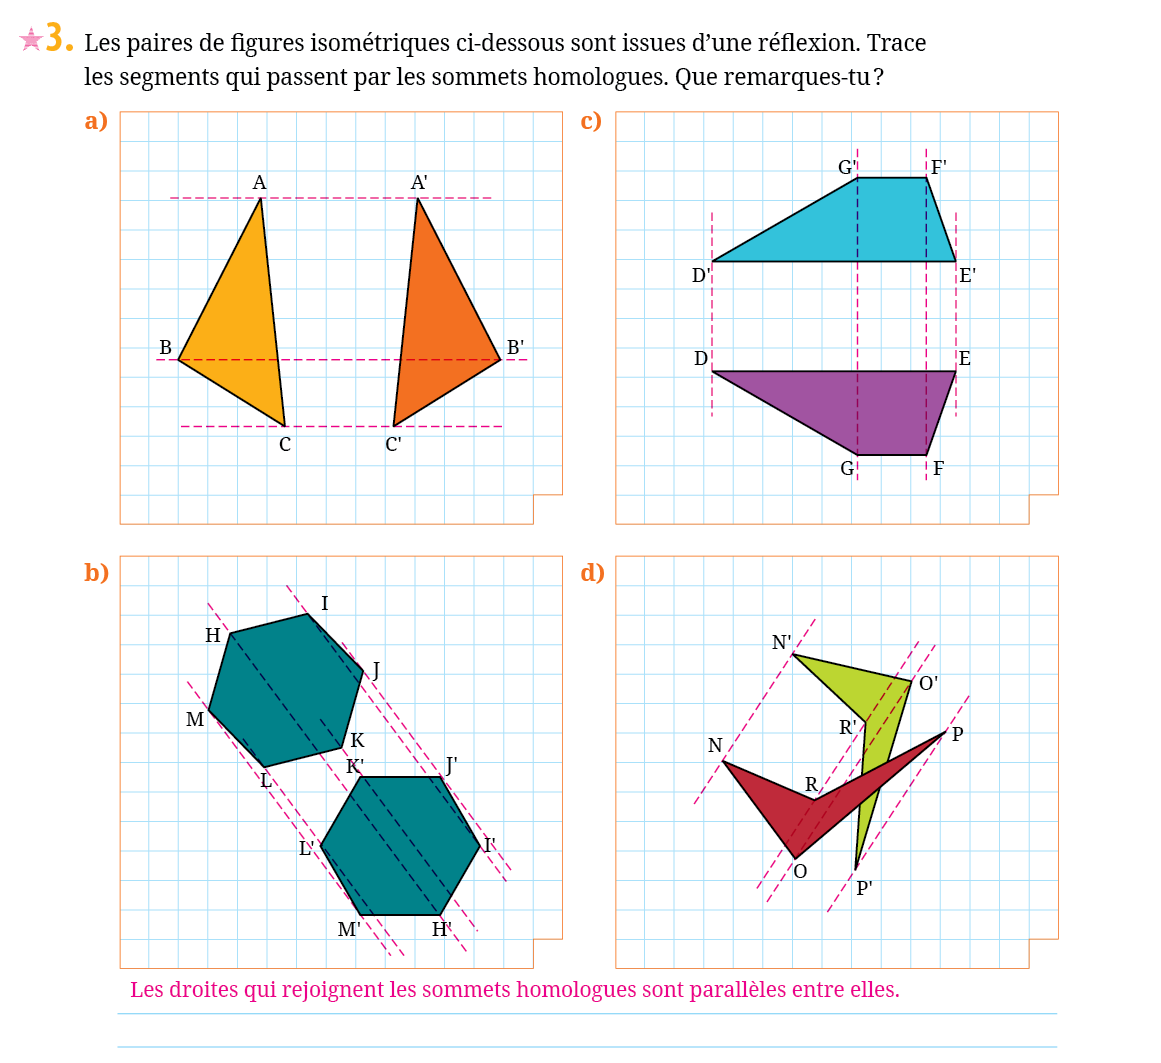 3. Les paires de figures isométriques ci-dessous sont issues d’une réflexion. Trace
les segments qui passent par les sommets homologues. Que remarques-tu ?
a)
A A'
B B'
C C'
c)
G' F'
D' E'
D E
G F
b)
I
H
J
M
K
K' J'
L
L' I'
M' H'
d)
N'
O'
R'
N P
R
O
P'
Les droites qui rejoignent les sommets homologues sont parallèles entre elles.